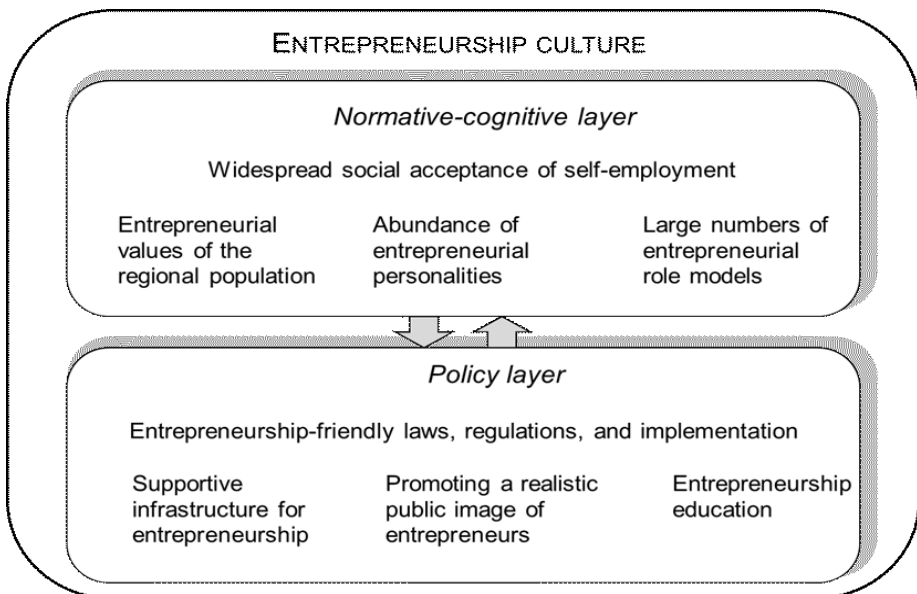 ENTREPRENEURSHIP CULTURE
Normative-cognitive layer
Widespread social acceptance of self-employment
Entrepreneurial
values of the
regional population
Abundance of
entrepreneurial
personalities
Large numbers of
entrepreneurial
role models
Policy layer
Entrepreneurship-friendly laws, regulations, and implementation
Supportive
infrastructure for
entrepreneurship
Promoting a realistic
public image of
entrepreneurs
Entrepreneurship
education